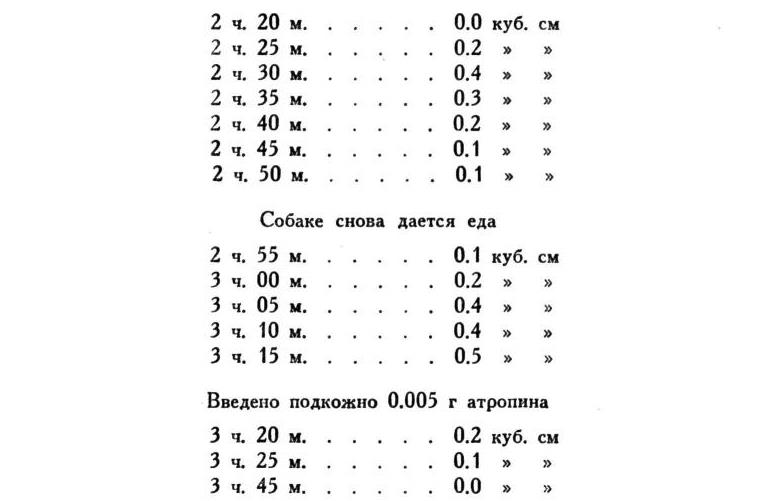 2 ч. 20 м. . . . . . . 0.0 куб. см
2 ч. 25 м. . . . . . . 0.2 » »
2 ч. 30 м. . . . . . . 0.4 » »
2 ч. 35 м. . . . . . . 0.3 » »
2 ч. 40 м. . . . . . . 0.2 » »
2 ч. 45 м. . . . . . . 0.1 » »
2 ч. 50 м. . . . . . . 0.1 » »
Собаке снова дается еда
2 ч. 55 м. . . . . . . 0.1 куб. см
3 ч. 00 м. . . . . . . 0.2 » »
3 ч. 05 м. . . . . . . 0.4 » »
3 ч. 10 м. . . . . . . 0.4 » »
3 ч. 15 м. . . . . . . 0.5 » »
Введено подкожно 0.005 г атропина
3 ч. 20 м. . . . . . . 0.2 куб. см
3 ч. 25 м. . . . . . . 0.1 » »
3 ч. 45 м. . . . . . . 0.0 » »